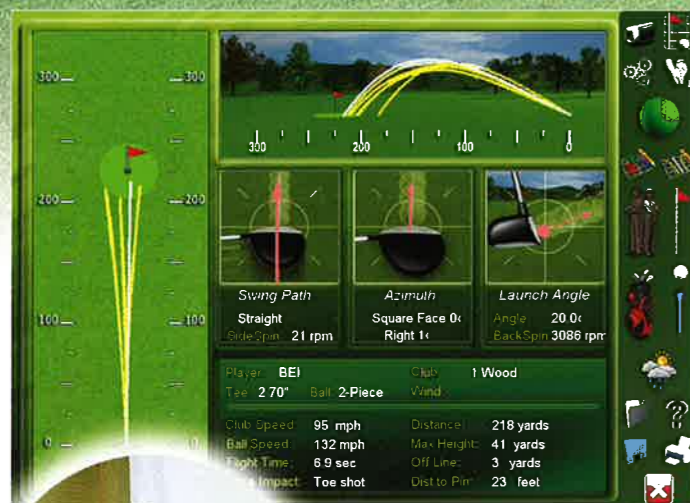 300 300
200 200
100 100
0 0
300 200 100 0
Swing Path Azimuth Launch Angle
Straight Square Face 0‹ Angle 20.0‹
SideSpin 21 rpm Right 1‹ BackSpin 3086 rpm
Player: Club: 1 Wood
Tee: 2.70" Ball: 2-Piece Wind:
Club Speed: 95 mph Distance: 218 yards
Ball Speed: 132 mph Max Height: 41 yards
Flight Time: 6.9 sec Off Line: 3 yards
Impact: Toe shot Dist to Pin: 23 feet